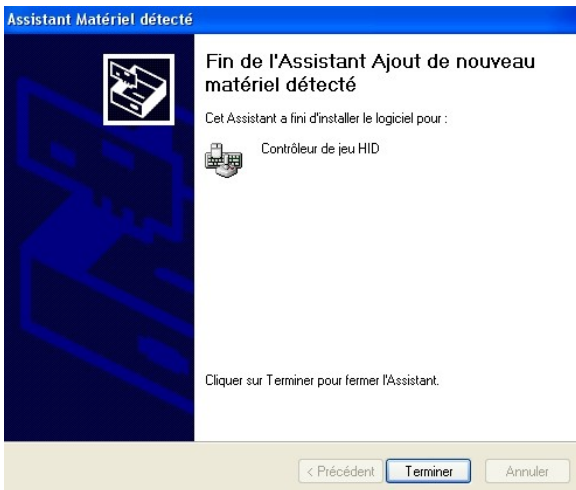 Assistant Matériel détecté
Fin de l'Assistant Ajout de nouveau
matériel détecté
Cet Assistant a fini d'installer le logiciel pour :
Contrôleur de jeu HID
Cliquer sur Terminer pour fermer l'Assistant.
< Précédent Terminer Annuler